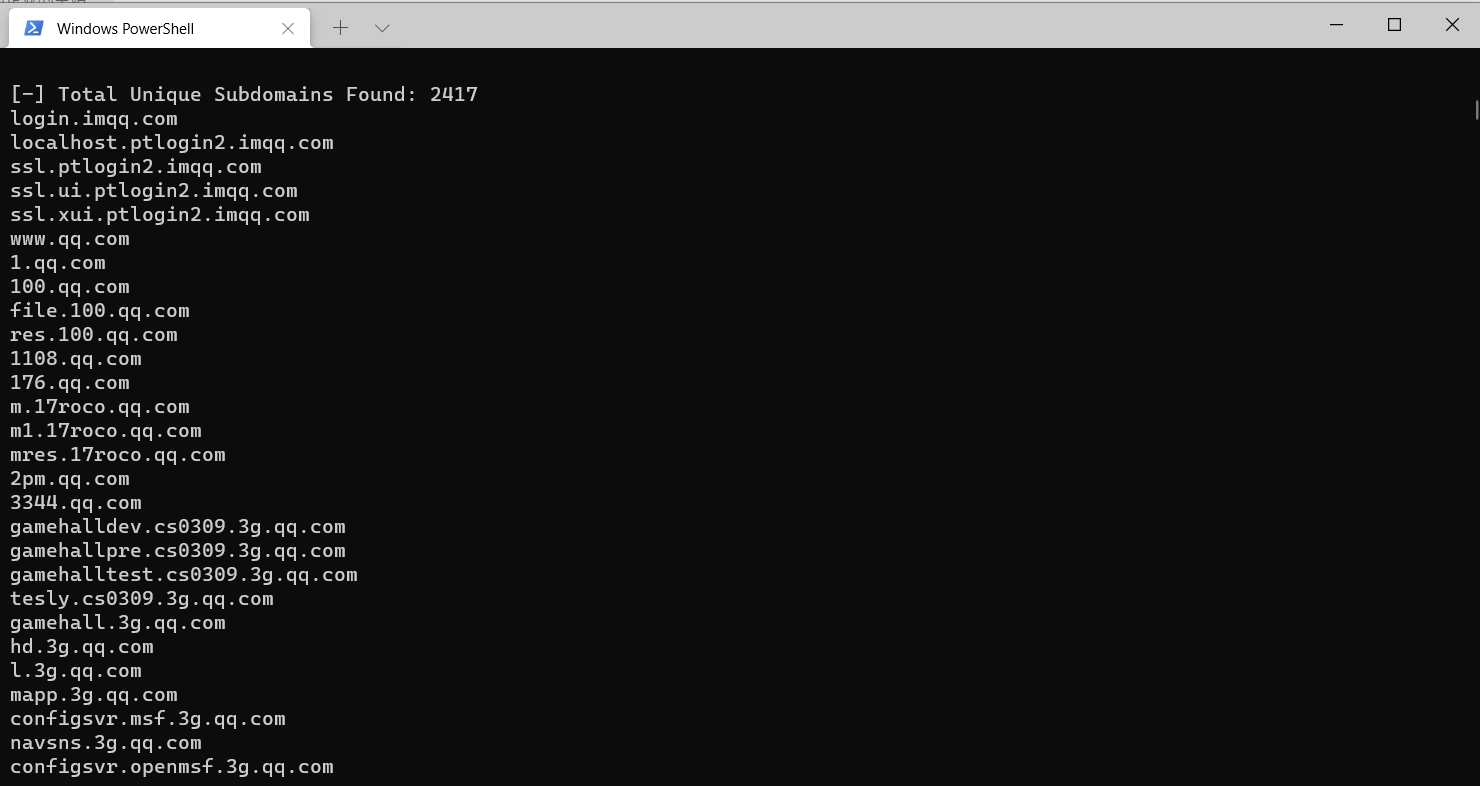 Windows PowerShell
[-] Total Unique Subdomains Found: 2417
login.imqq.com
localhost.ptlogin2.imqq.com
ssl.ptlogin2.imqq.com
ssl.ui.ptlogin2.imqq.com
ssl.xui.ptlogin2.imqq.com
www.qq.com
1.qq.com
100.qq.com
file.100.qq.com
res.100.qq.com
1108.qq.com
176.qq.com
m.17roco.qq.com
m1.17roco.qq.com
mres.17roco.qq.com
2pm.qq.com
3344.qq.com
gamehalldev.cs0309.3g.qq.com
gamehallpre.cs0309.3g.qq.com
gamehalltest.cs0309.3g.qq.com
tesly.cs0309.3g.qq.com
gamehall.3g.qq.com
hd.3g.qq.com
l.3g.qq.com
mapp.3g.qq.com
configsvr.msf.3g.qq.com
navsns.3g.qq.com
configsvr.openmsf.3g.qq.com